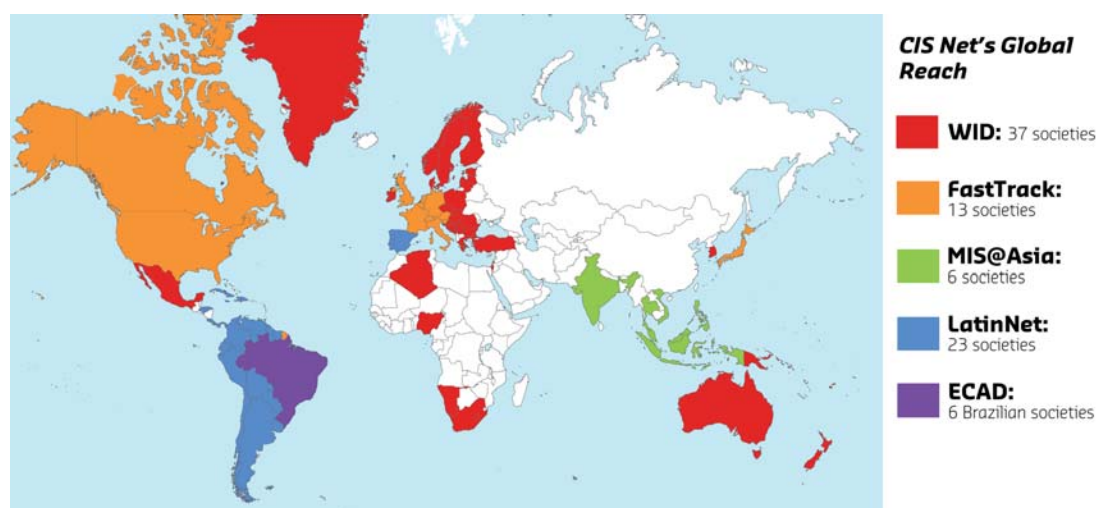 CIS Net's Global
Reach
WID: 37 societies
FastTrack:
13 societies
MIS@Asia:
6 societies
LatinNet:
23 societies
ECAD:
6 Brazilian societies